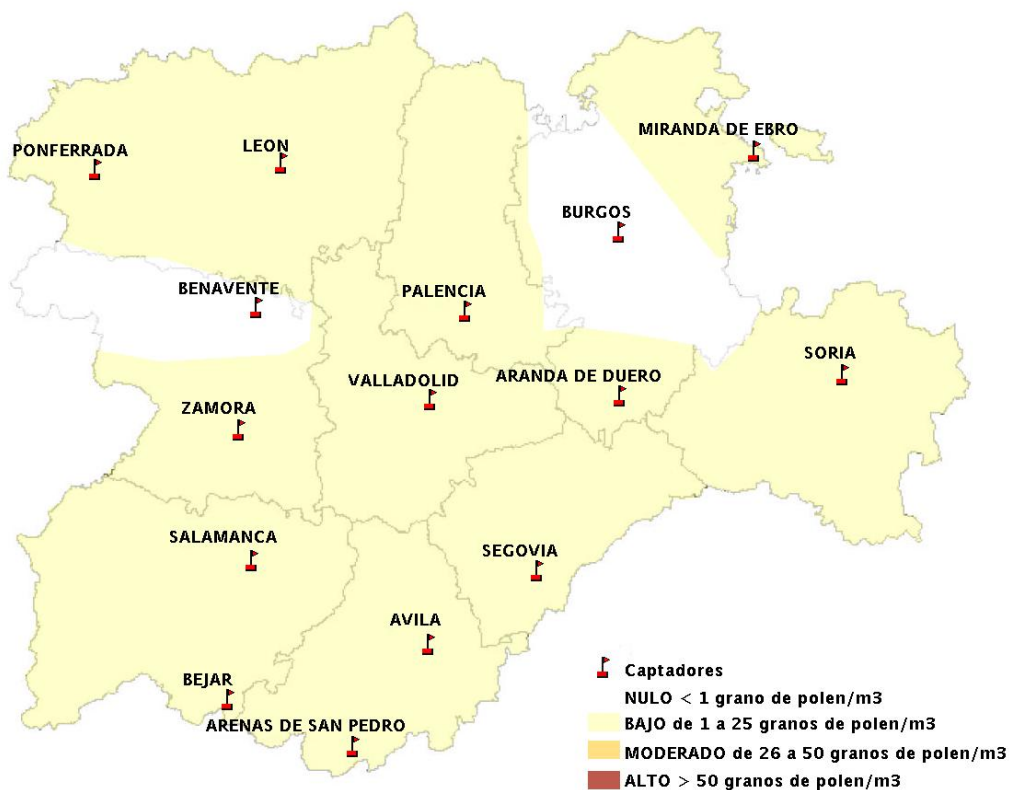 MIRANDA DE EBRO
LEON
PONFERRADA
BURGOS
BENAVENTE
PALENCIA
SORIA
ARANDA DE DUERO
VALLADOLID
ZAMORA
SALAMANCA
SEGOVIA
AVILA
BEJAR
ARENAS DE SAN PEDRO
Captadores
NULO < 1 grano de polen/m3
BAJO de 1 a 25 granos de polen/m3
MODERADO de 26 a 50 granos de polen/m3
ALTO > 50 granos de polen/m3